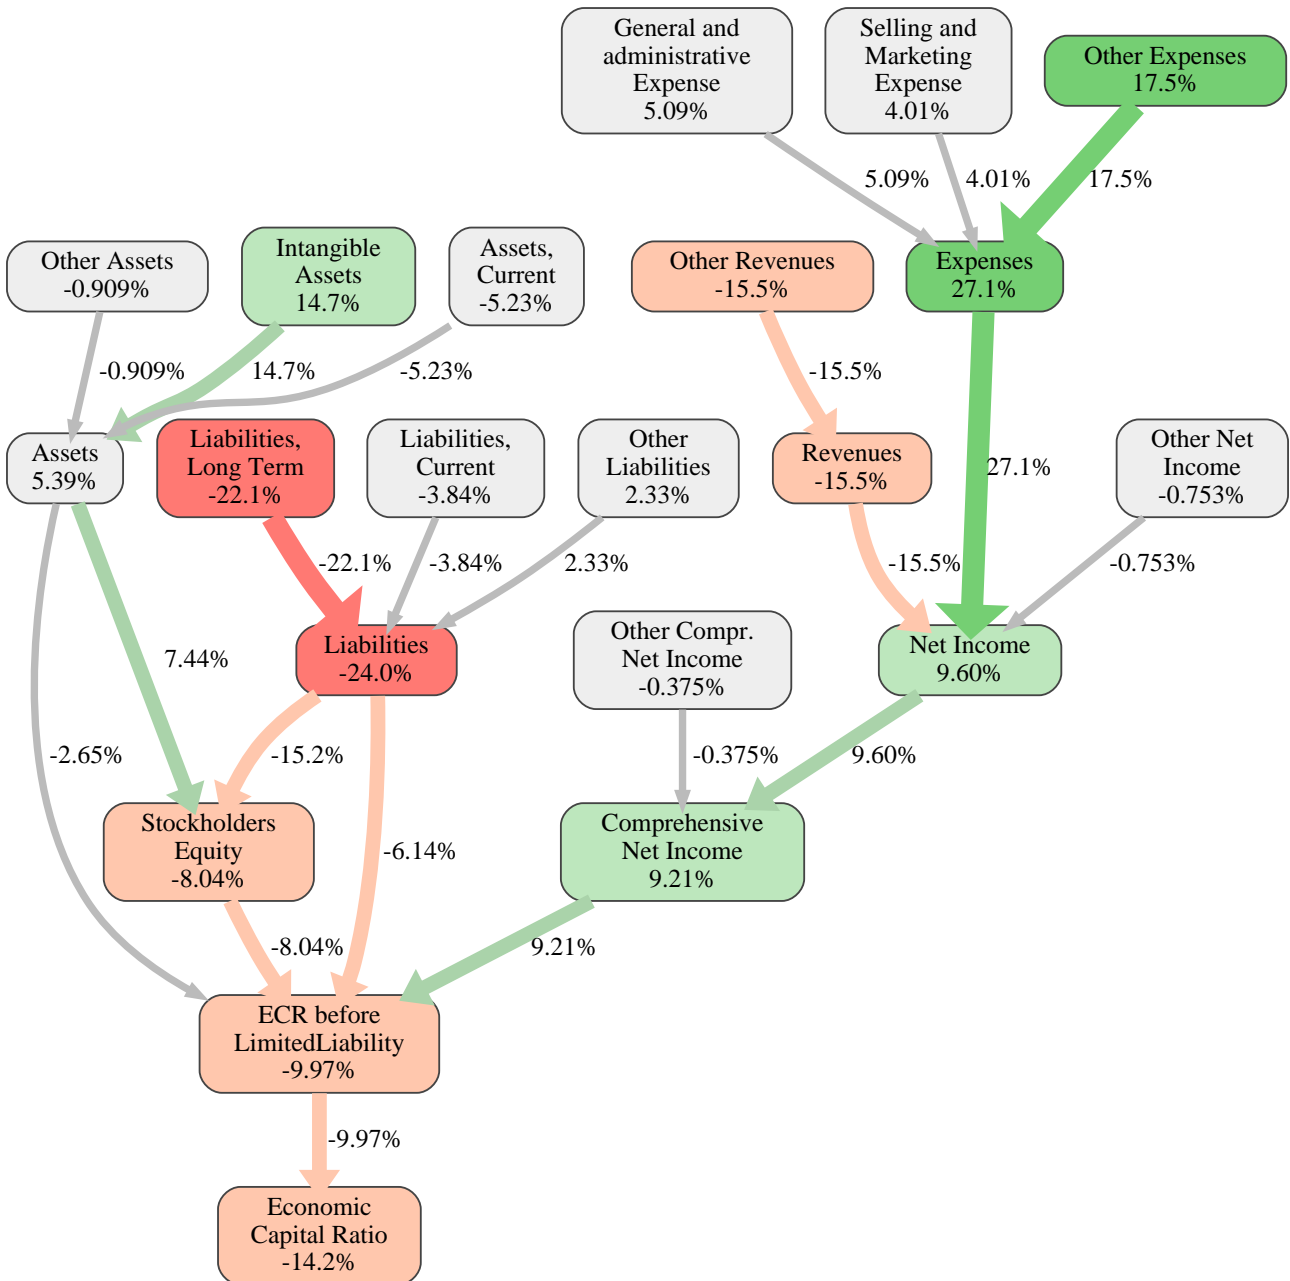 General and
administrative
Expense
5.09%
Selling and
Marketing
Expense
4.01%
Other Expenses
17.5%
5.09%
4.01%
17.5%
Other Assets
-0.909%
Intangible
Assets
14.7%
Assets,
Current
-5.23%
Other Revenues
-15.5%
Expenses
27.1%
-0.909%
14.7%
-5.23%
-15.5%
Assets
5.39%
Liabilities,
Long Term
-22.1%
Liabilities,
Current
-3.84%
Other
Liabilities
2.33%
Revenues
-15.5%
27.1%
Other Net
Income
-0.753%
-22.1%
-3.84%
2.33%
-15.5%
-0.753%
7.44%
Liabilities
-24.0%
Other Compr.
Net Income
-0.375%
Net Income
9.60%
-2.65%
-15.2%
-0.375%
9.60%
Stockholders
Equity
-8.04%
-6.14%
Comprehensive
Net Income
9.21%
-8.04%
9.21%
ECR before
LimitedLiability
-9.97%
-9.97%
Economic
Capital Ratio
-14.2%